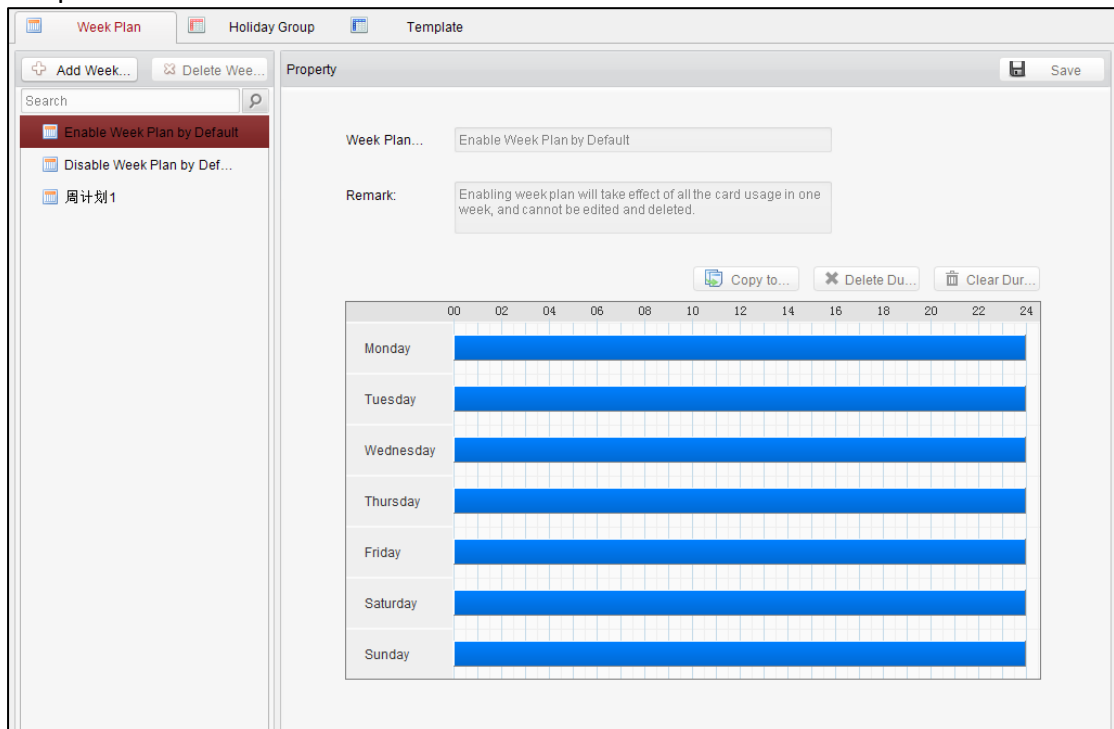 Week Plan Holiday Group Template
Add Week... Delete Wee...
Property
Save
Search
Enable Week Plan by Default
Disable Week Plan by Def...
周计划1
Week Plan... Enable Week Plan by Default
Remark: Enabling week plan will take effect of all the card usage in one
week, and cannot be edited and deleted.
Copy to... Delete Du... Clear Dur...
00 02 04 06 08 10 12 14 16 18 20 22 24
Monday
Tuesday
Wednesday
Thursday
Friday
Saturday
Sunday